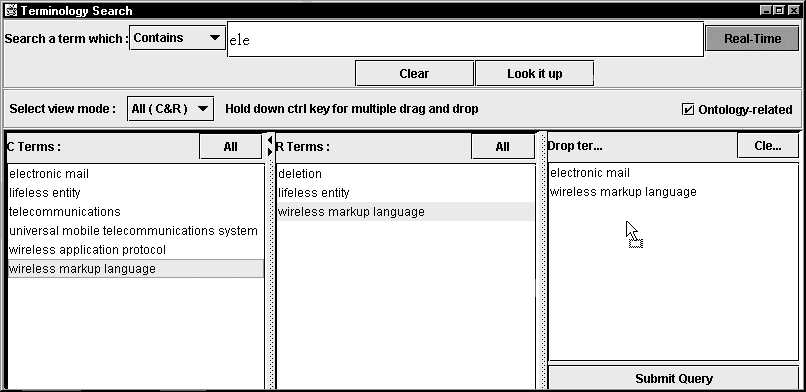 Terminology Search
Search a term which : Contains ele Real-Time
Clear Look it up
Select view mode : All ( C&R ) Hold down ctrl key for multiple drag and drop Ontology-related
C Terms : All
electronic mail
lifeless entity
telecommunications
universal mobile telecommunications system
wireless application protocol
wireless markup language
R Terms : All
deletion
lifeless entity
wireless markup language
Drop ter... Cle...
electronic mail
wireless markup language
Submit Query